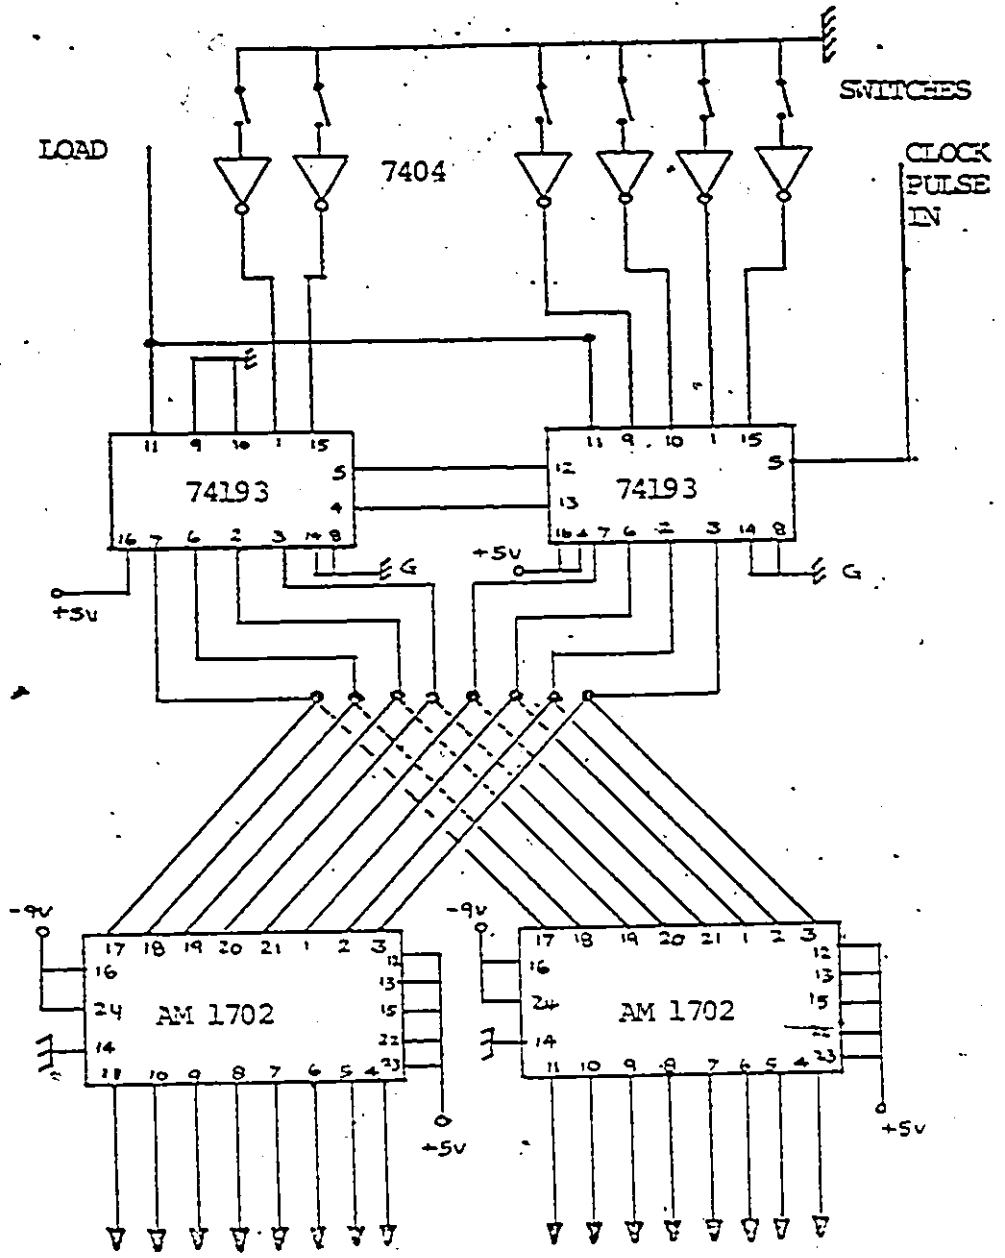 SWITCHES
LOAD
7404
CLOCK
PULSE
IN
11 9 10 1 15
11 9 10 1 15
5 12 5
74193
74193
4 13
16 7 6 2 3 14 8
16 4 7 6 2 3 14 8
+5v
G
+5v
G
-9v
-9v
17 18 19 20 21 1 2 3
17 18 19 20 21 1 2 3
16 12
16 12
13
13
24 15
24 15
AM 1702
AM 1702
14 22
14 22
23
23
11 10 9 8 7 6 5 4
11 10 9 8 7 6 5 4
+5v
+5v